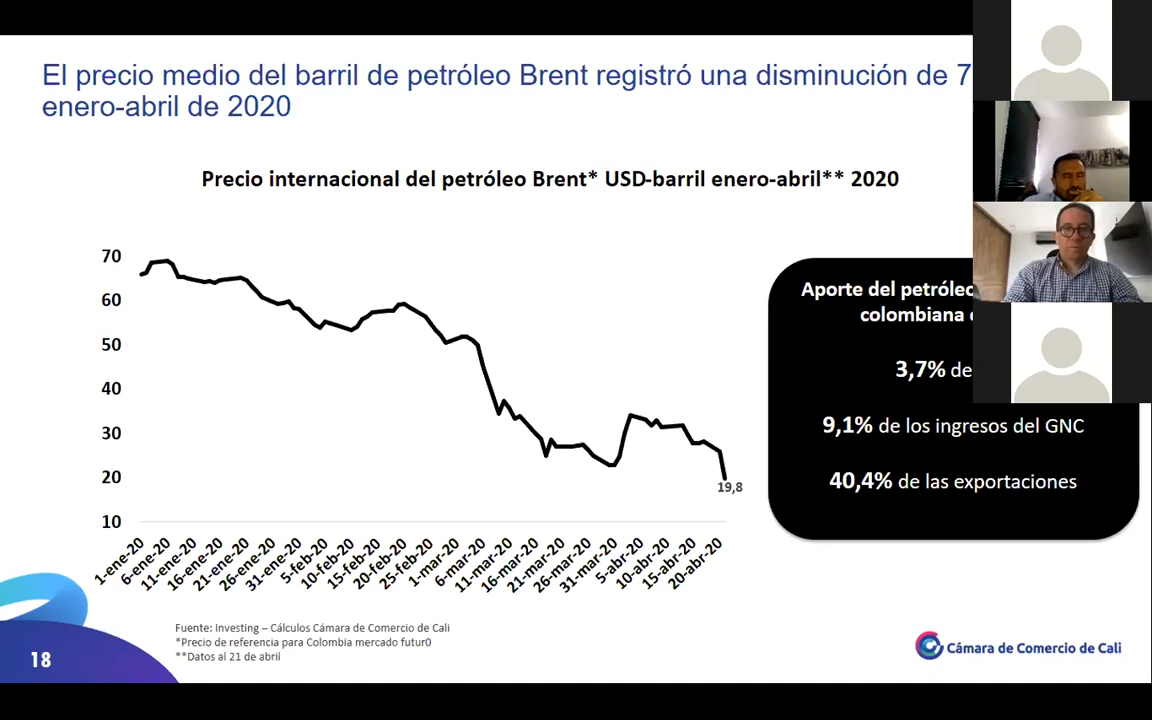 El precio medio del barril de petróleo Brent registró una disminución de 7
enero-abril de 2020
Precio internacional del petróleo Brent* USD-barril enero-abril** 2020
70
60
50
40
30
20
10
19,8
1-ene-20
6-ene-20
11-ene-20
16-ene-20
21-ene-20
26-ene-20
31-ene-20
5-feb-20
10-feb-20
15-feb-20
20-feb-20
25-feb-20
1-mar-20
6-mar-20
11-mar-20
16-mar-20
21-mar-20
26-mar-20
31-mar-20
5-abr-20
10-abr-20
15-abr-20
20-abr-20
Aporte del petróleo
colombiana
3,7% de
9,1% de los ingresos del GNC
40,4% de las exportaciones
Fuente: Investing – Cálculos Cámara de Comercio de Cali
*Precio de referencia para Colombia mercado futur0
**Datos al 21 de abril
18
Cámara de Comercio de Cali